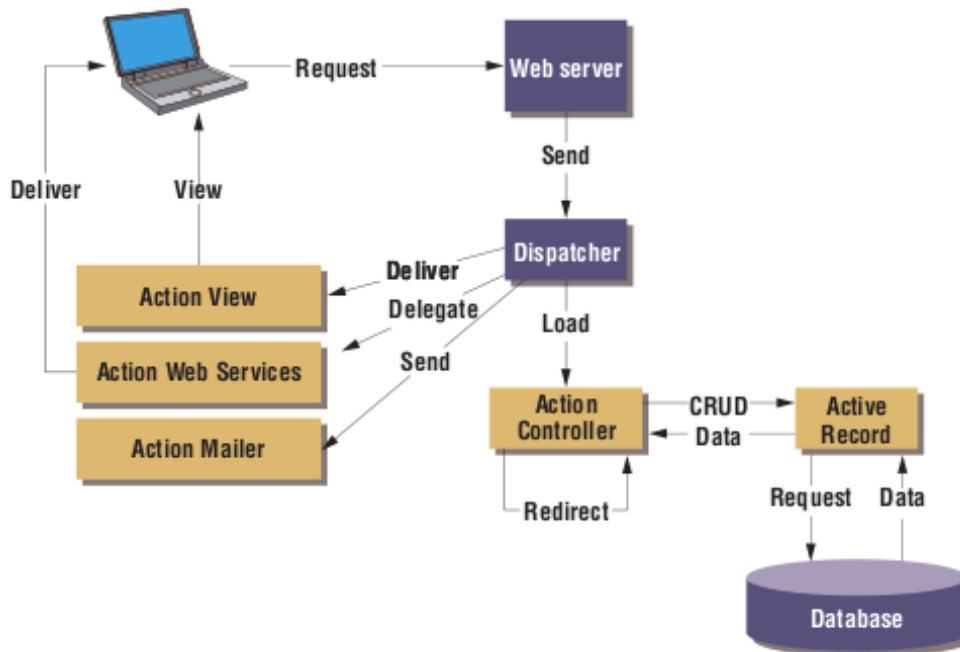 Request
Web server
Send
Deliver
View
Dispatcher
Deliver
Action View
Delegate
Load
Action Web Services
Send
Action Mailer
Action
Controller
CRUD
Data
Active
Record
Redirect
Request
Data
Database